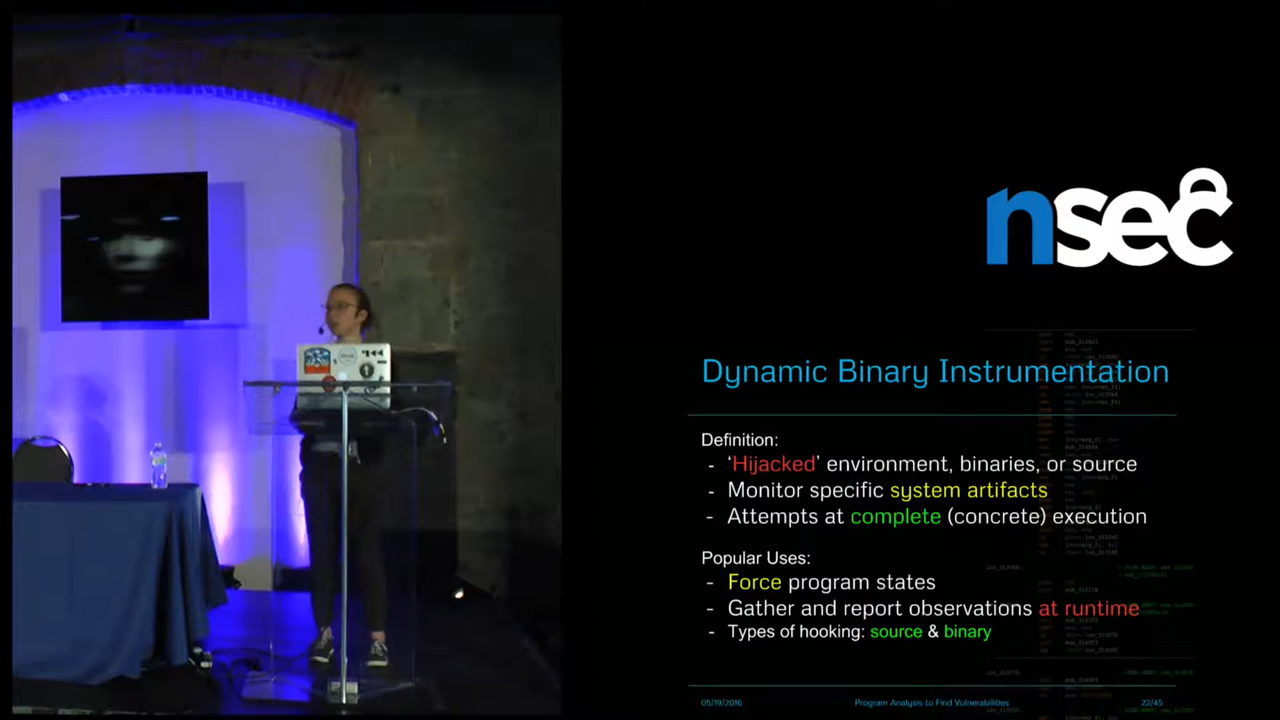 nsec
Dynamic Binary Instrumentation
Definition:
- ‘Hijacked’ environment, binaries, or source
- Monitor specific system artifacts
- Attempts at complete (concrete) execution
Popular Uses:
- Force program states
- Gather and report observations at runtime
- Types of hooking: source & binary
05/19/2016 Program Analysis to Find Vulnerabilities 22/45